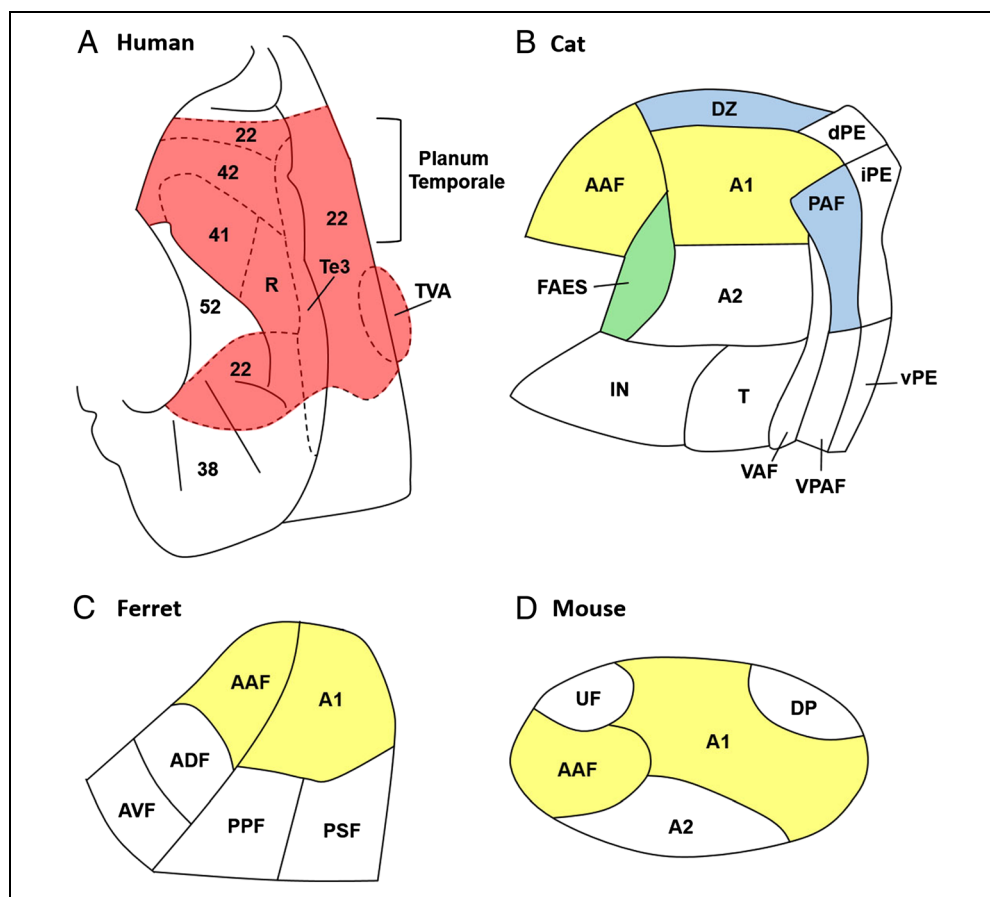 A Human
22
42
Planum
Temporale
41
22
R
Te3
52
TVA
22
38
B Cat
DZ
dPE
iPE
AAF
A1
PAF
FAES
A2
IN
T
vPE
VAF
VPAF
C Ferret
AAF
A1
ADF
AVF
PPF
PSF
D Mouse
UF
DP
A1
AAF
A2